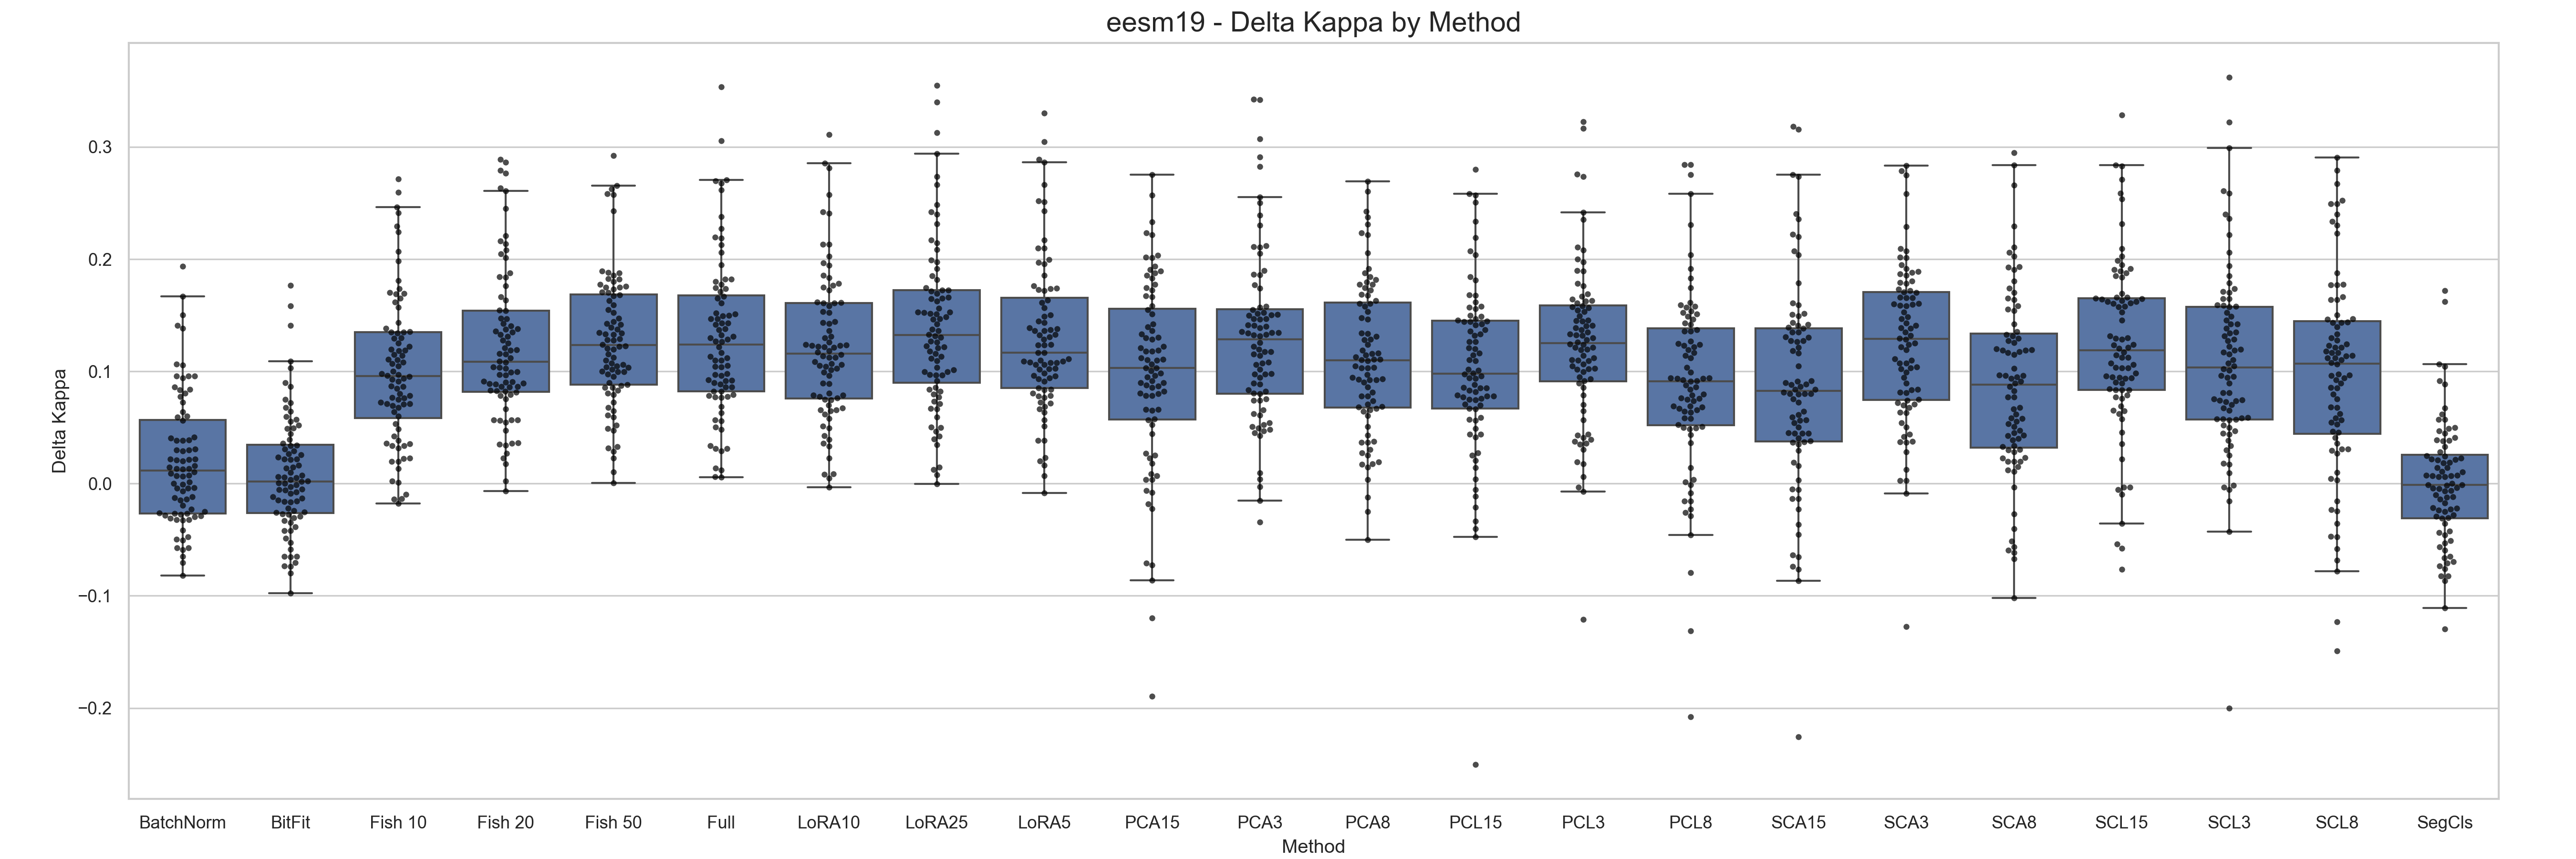 eesm19 - Delta Kappa by Method
Delta Kappa
0.3
0.2
0.1
0.0
−0.1
−0.2
BatchNorm BitFit Fish 10 Fish 20 Fish 50 Full LoRA10 LoRA25 LoRA5 PCA15 PCA3 PCA8 PCL15 PCL3 PCL8 SCA15 SCA3 SCA8 SCL15 SCL3 SCL8 SegCls
Method